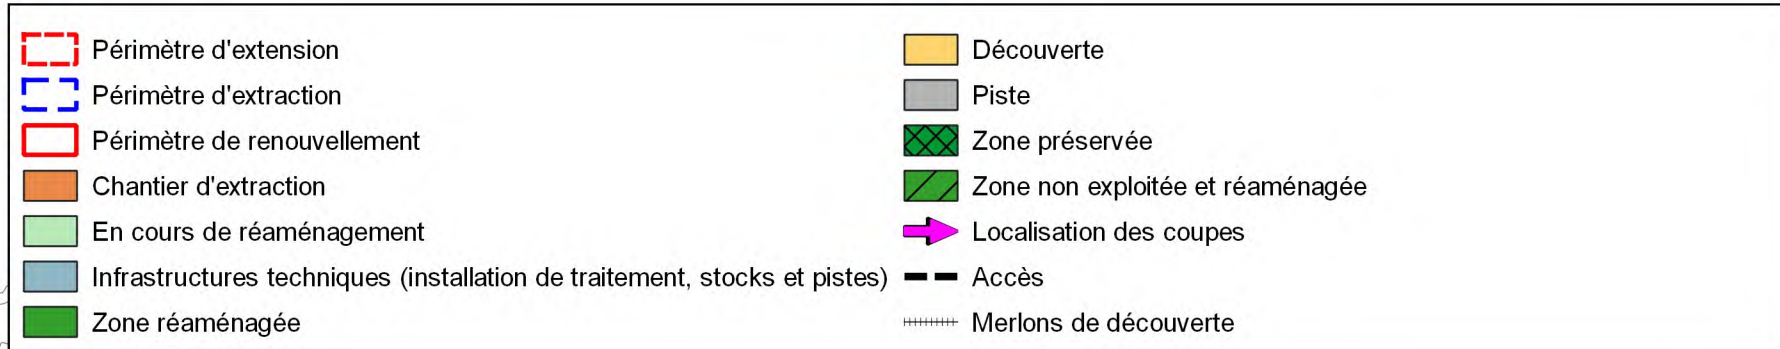 Périmètre d'extension
Périmètre d'extraction
Périmètre de renouvellement
Chantier d'extraction
En cours de réaménagement
Infrastructures techniques (installation de traitement, stocks et pistes)
Zone réaménagée
Découverte
Piste
Zone préservée
Zone non exploitée et réaménagée
Localisation des coupes
Accès
Merlons de découverte